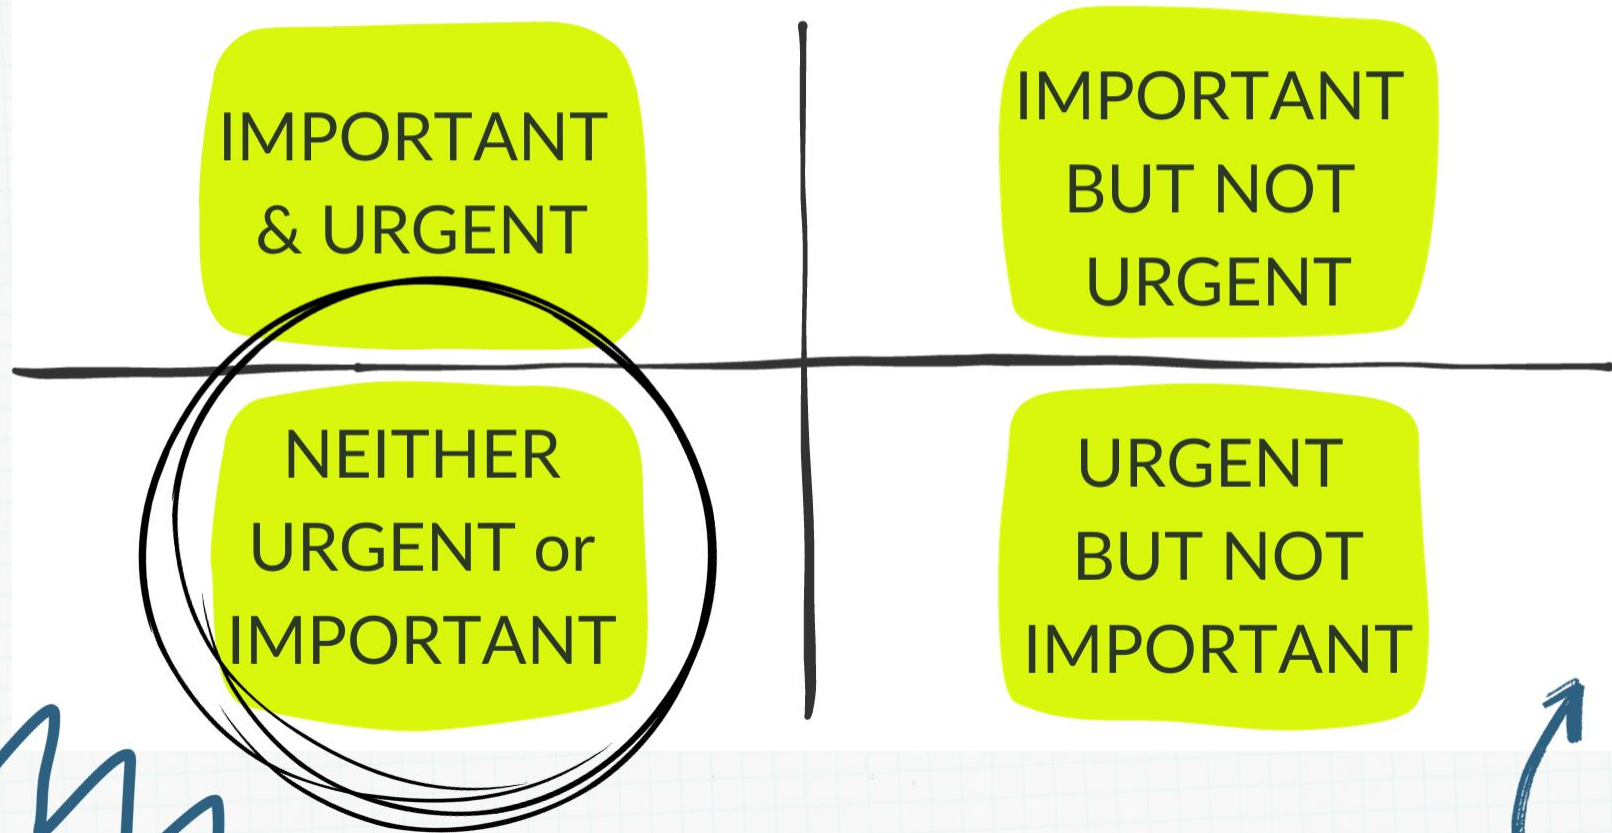 IMPORTANT
& URGENT
IMPORTANT
BUT NOT
URGENT
NEITHER
URGENT or
IMPORTANT
URGENT
BUT NOT
IMPORTANT